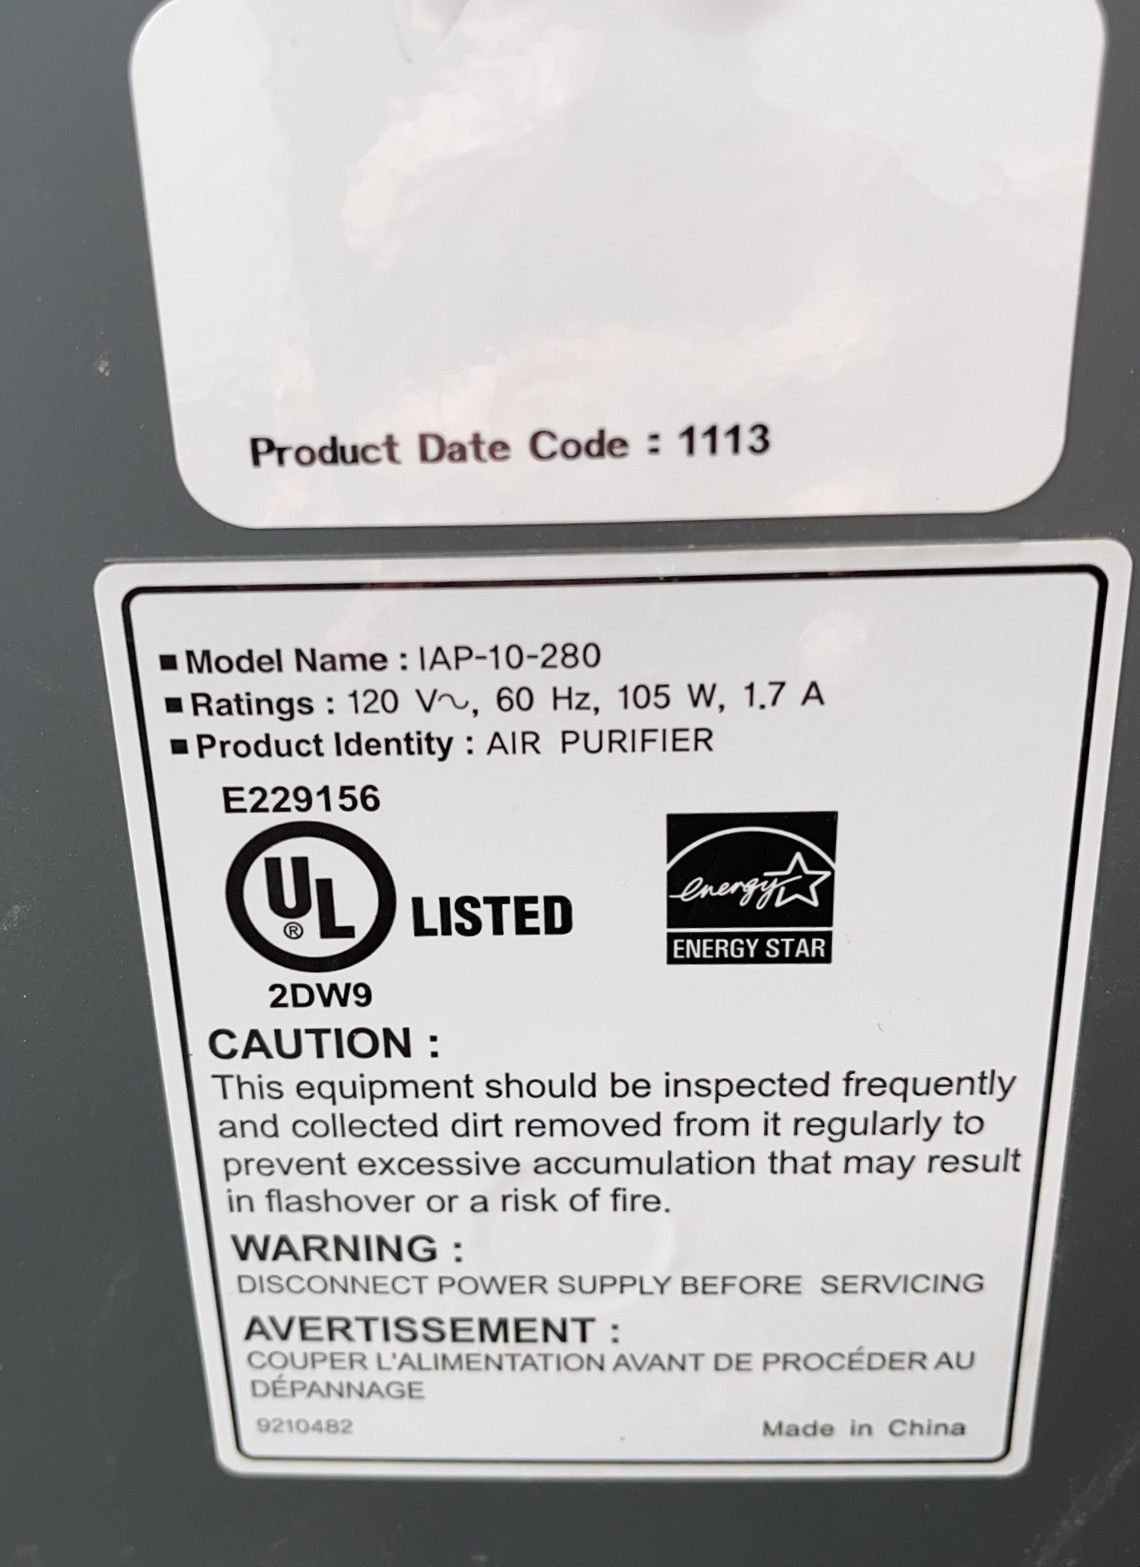 Product Date Code : 1113
■ Model Name : IAP-10-280
■ Ratings : 120 V~, 60 Hz, 105 W, 1.7 A
■ Product Identity : AIR PURIFIER
E229156
UL ® LISTED
energy
ENERGY STAR
2DW9
CAUTION :
This equipment should be inspected frequently
and collected dirt removed from it regularly to
prevent excessive accumulation that may result
in flashover or a risk of fire.
WARNING :
DISCONNECT POWER SUPPLY BEFORE SERVICING
AVERTISSEMENT :
COUPER L'ALIMENTATION AVANT DE PROCÉDER AU
DÉPANNAGE
9210482
Made in China